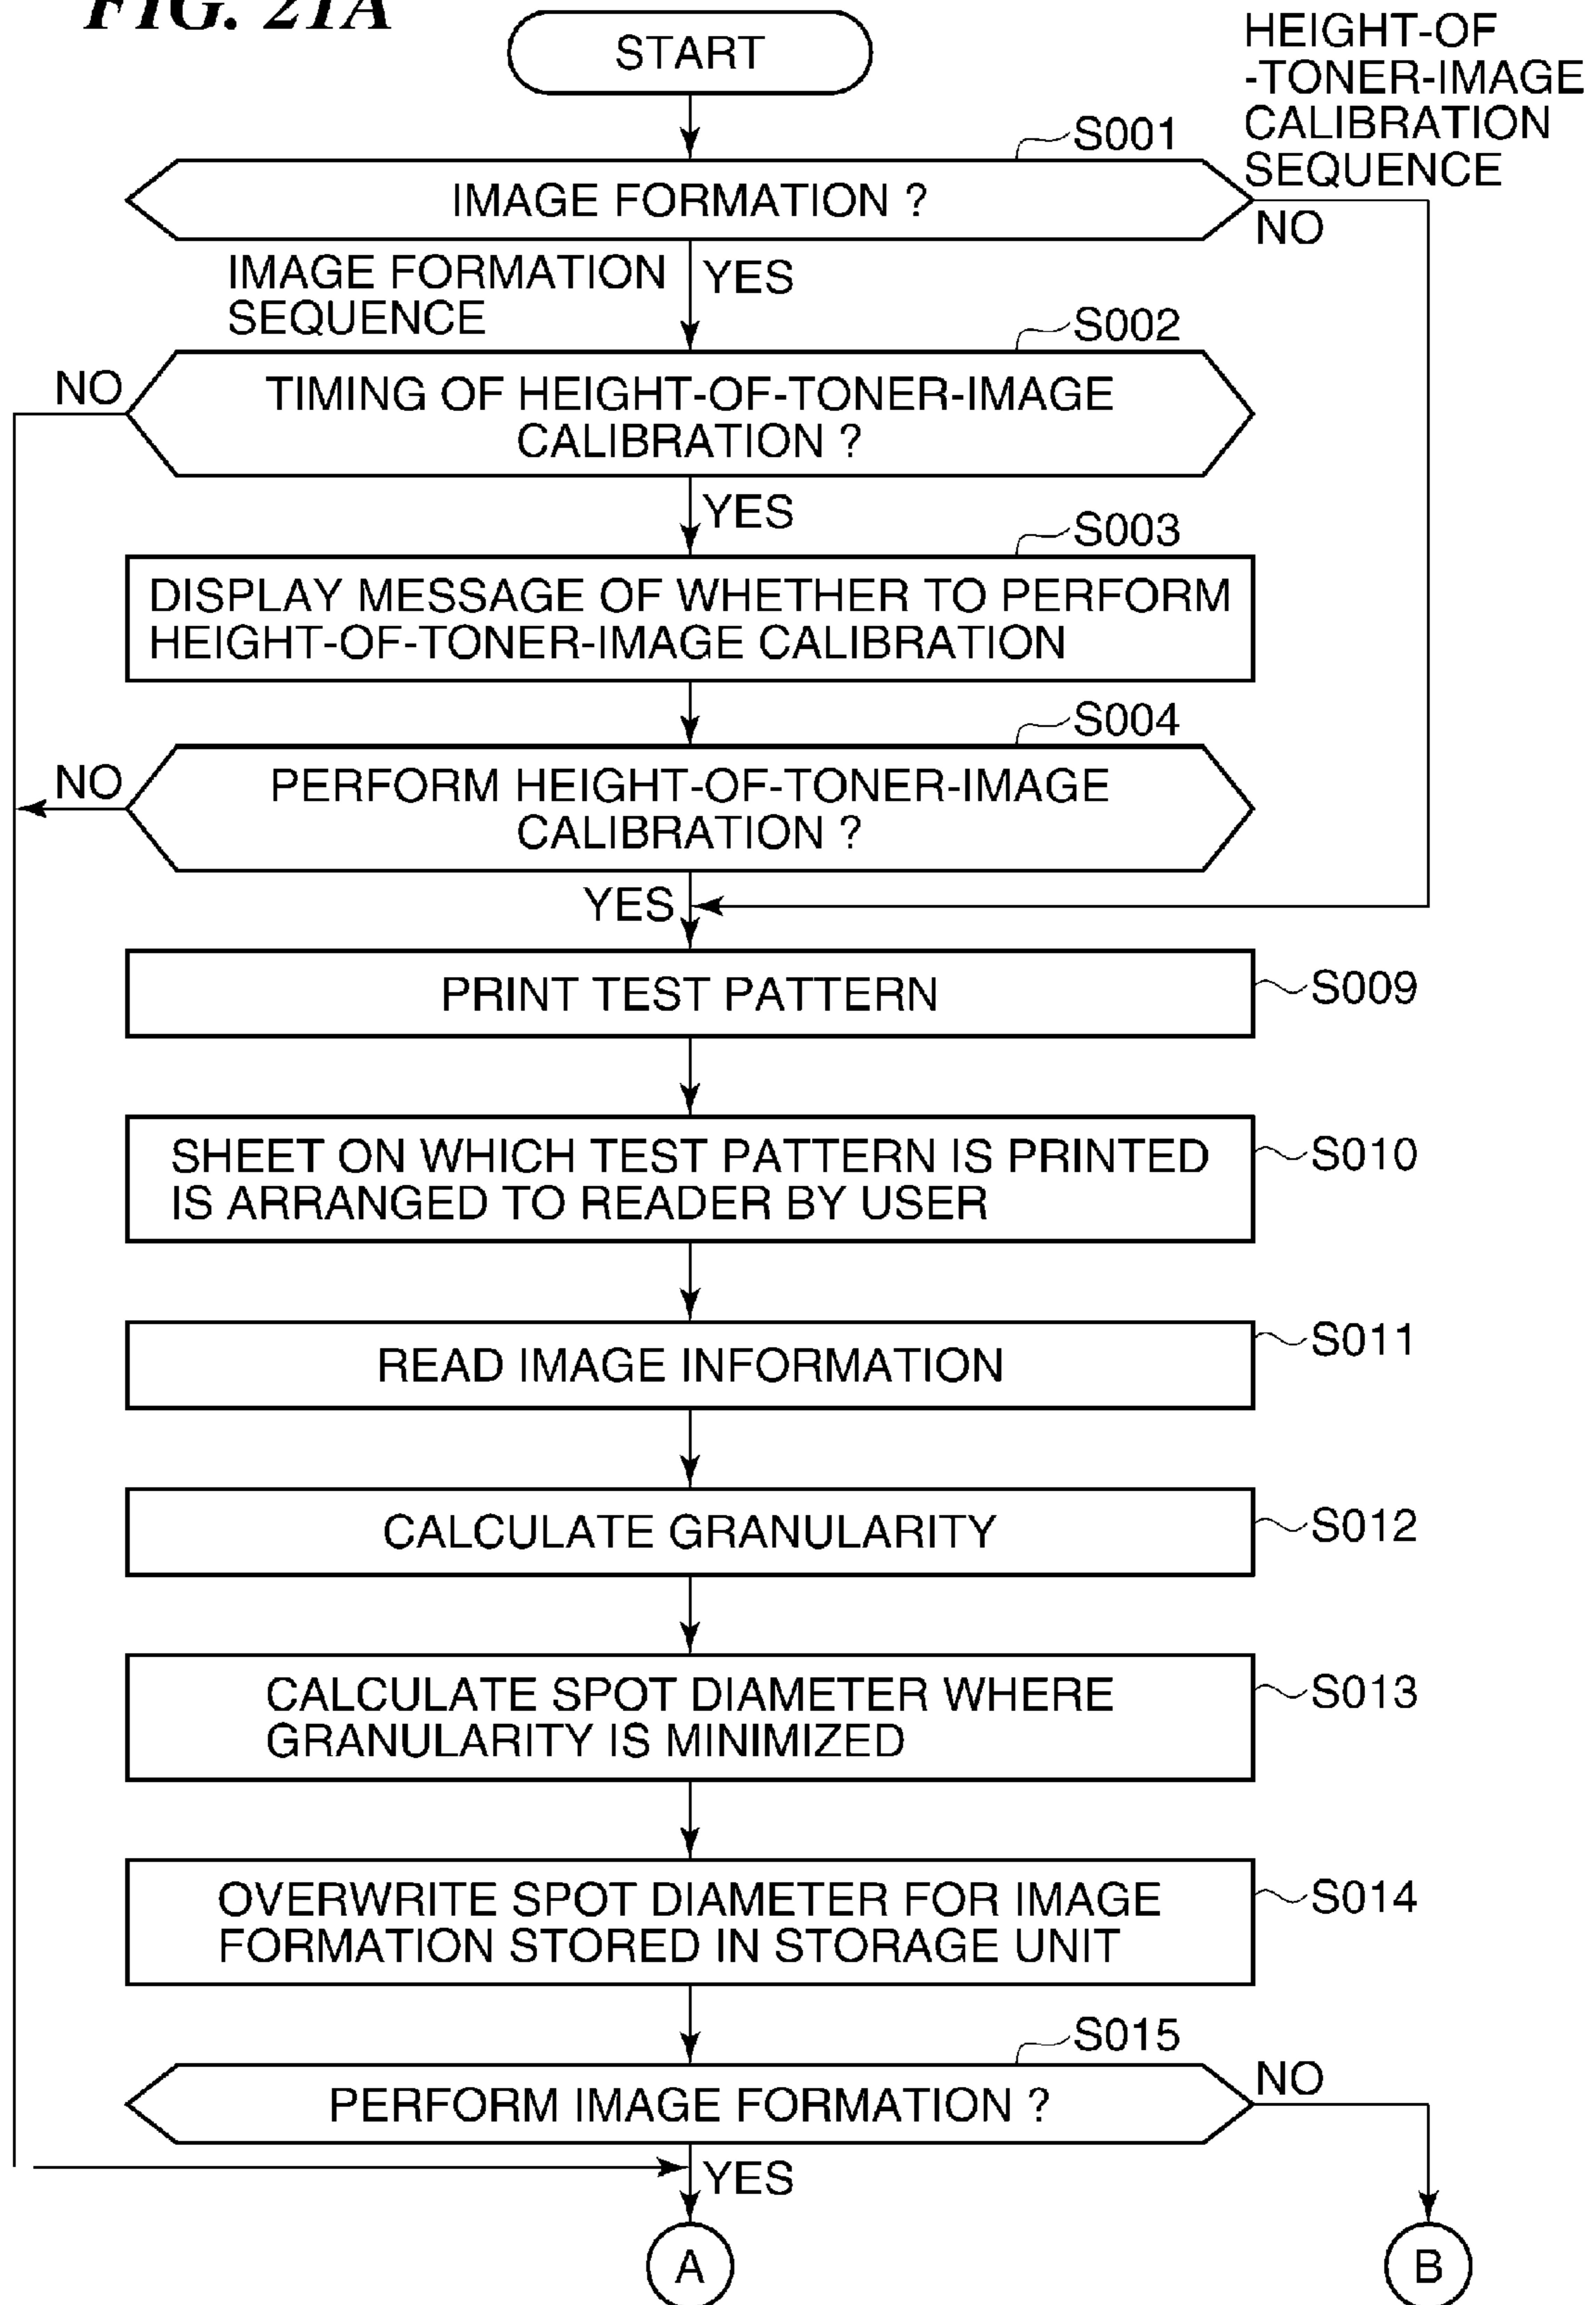 FIG. 21A
START
HEIGHT-OF
-TONER-IMAGE
CALIBRATION
SEQUENCE
S001
IMAGE FORMATION ?
NO
IMAGE FORMATION
SEQUENCE
YES
S002
NO
TIMING OF HEIGHT-OF-TONER-IMAGE
CALIBRATION ?
YES
S003
DISPLAY MESSAGE OF WHETHER TO PERFORM
HEIGHT-OF-TONER-IMAGE CALIBRATION
S004
NO
PERFORM HEIGHT-OF-TONER-IMAGE
CALIBRATION ?
YES
PRINT TEST PATTERN
S009
SHEET ON WHICH TEST PATTERN IS PRINTED
IS ARRANGED TO READER BY USER
S010
READ IMAGE INFORMATION
S011
CALCULATE GRANULARITY
S012
CALCULATE SPOT DIAMETER WHERE
GRANULARITY IS MINIMIZED
S013
OVERWRITE SPOT DIAMETER FOR IMAGE
FORMATION STORED IN STORAGE UNIT
S014
S015
PERFORM IMAGE FORMATION ?
NO
YES
A
B